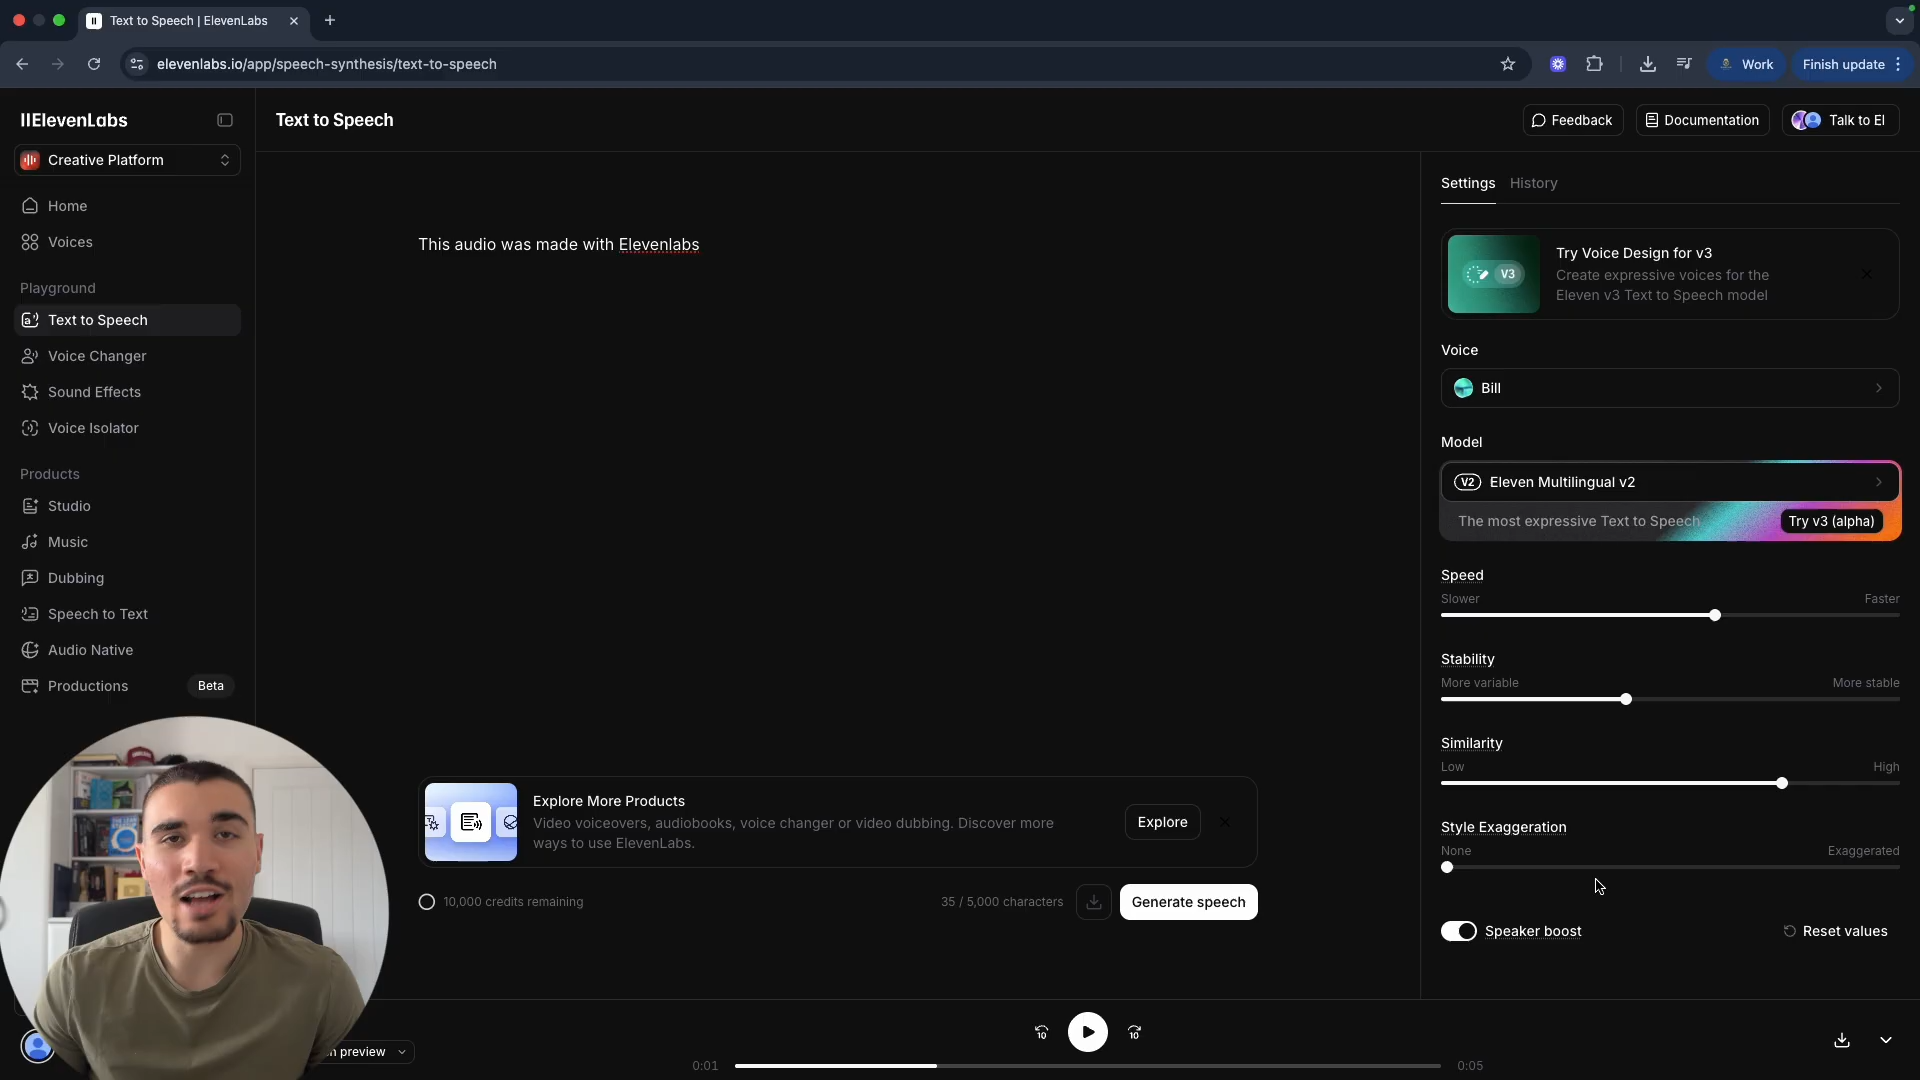 Text to Speech | ElevenLabs
elevenlabs.io/app/speech-synthesis/text-to-speech
Work
Finish update
IIElevenLabs
Text to Speech
Feedback
Documentation
Talk to El
Creative Platform
Home
Voices
Playground
Text to Speech
Voice Changer
Sound Effects
Voice Isolator
Products
Studio
Music
Dubbing
Speech to Text
Audio Native
Productions
Beta
This audio was made with Elevenlabs
Explore More Products
Video voiceovers, audiobooks, voice changer or video dubbing. Discover more
ways to use ElevenLabs.
Explore
10,000 credits remaining
35 / 5,000 characters
Generate speech
Settings
History
V3
Try Voice Design for v3
Create expressive voices for the
Eleven v3 Text to Speech model
Voice
Bill
Model
V2
Eleven Multilingual v2
The most expressive Text to Speech
Try v3 (alpha)
Speed
Slower
Faster
Stability
More variable
More stable
Similarity
Low
High
Style Exaggeration
None
Exaggerated
Speaker boost
Reset values
preview
10
10
0:01
0:05